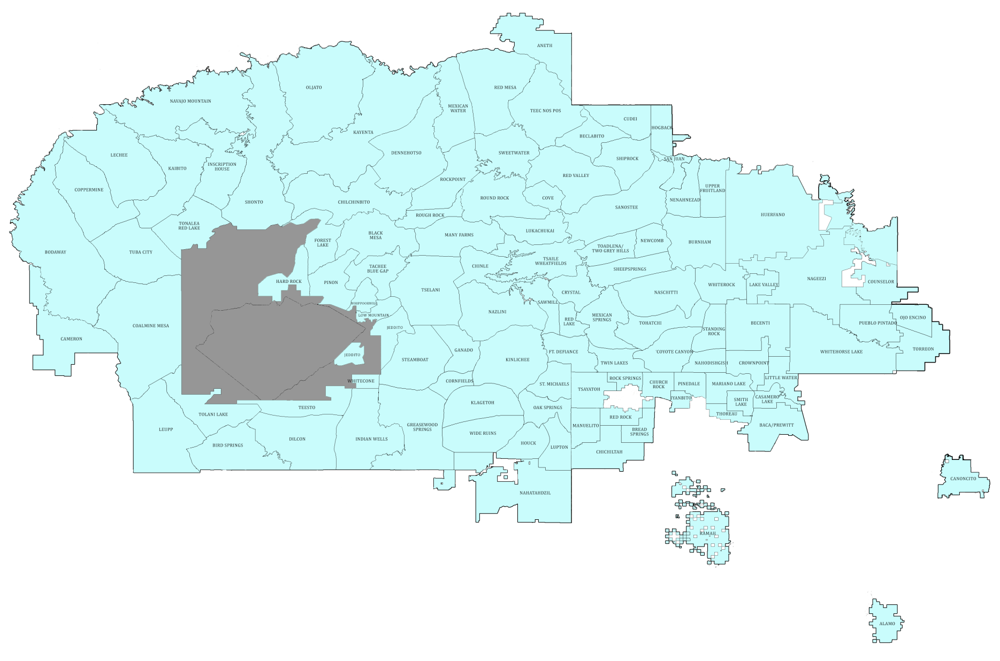 ANETH
OLJATO
RED MESA
NAVAJO MOUNTAIN
MEXICAN
WATER
TEEC NOS POS
CUDEI
HOGBACK
KAYENTA
BECLABITO
LECHEE
DENNEHOTSO
SWEETWATER
SHIPROCK
SAN JUAN
KAIBITO
INSCRIPTION
HOUSE
RED VALLEY
ROCKPOINT
COPPERMINE
UPPER
FRUITLAND
SHONTO
CHILCHINBITO
ROUND ROCK
COVE
SANOSTEE
NENAHNEZAD
HUERFANO
ROUGH ROCK
TONALEA
RED LAKE
BLACK
MESA
MANY FARMS
LUKACHUKAI
FOREST
LAKE
NEWCOMB
BURNHAM
BODAWAY
TUBA CITY
TOADLENA/
TWO GREY HILLS
TSAILE
WHEATFIELDS
CHINLE
TACHEE
BLUE GAP
SHEEPSPRINGS
HARD ROCK
PINON
NAGEEZI
COUNSELOR
WHITEROCK
LAKE VALLEY
TSELANI
CRYSTAL
NASCHITTI
WHIPPOORWILL
SAWMILL
NAZLINI
LOW MOUNTAIN
RED
LAKE
MEXICAN
SPRINGS
OJO ENCINO
COALMINE MESA
JEDDITO
TOHATCHI
BECENTI
PUEBLO PINTADO
STANDING
ROCK
CAMERON
TORREON
GANADO
FT. DEFIANCE
'COYOTE CANYON
WHITEHORSE LAKE
JEDDITO
STEAMBOAT
KINLICHEE
TWIN LAKES
NAHODISHGISH
CROWNPOINT
WHITECONE
CORNFIELDS
ROCK SPRINGS
LITTLE WATER
ST. MICHAELS
CHURCH
ROCK
PINEDALE
MARIANO LAKE
TSAYATOH
IYANBITO
SMITH
LAKE
CASAMERO
LAKE
KLAGETOH
OAK SPRINGS
TEESTO
TOLANI LAKE
THOREAU
RED ROCK
LEUPP
GREASEWOOD
SPRINGS
MANUELITO
BACA/PREWITT
WIDE RUINS
BREAD
SPRINGS
BIRD SPRINGS
DILCON
INDIAN WELLS
HOUCK
LUPTON
CHICHILTAH
CANONCITO
NAHATAHDZIL
RAMAH
ALAMO